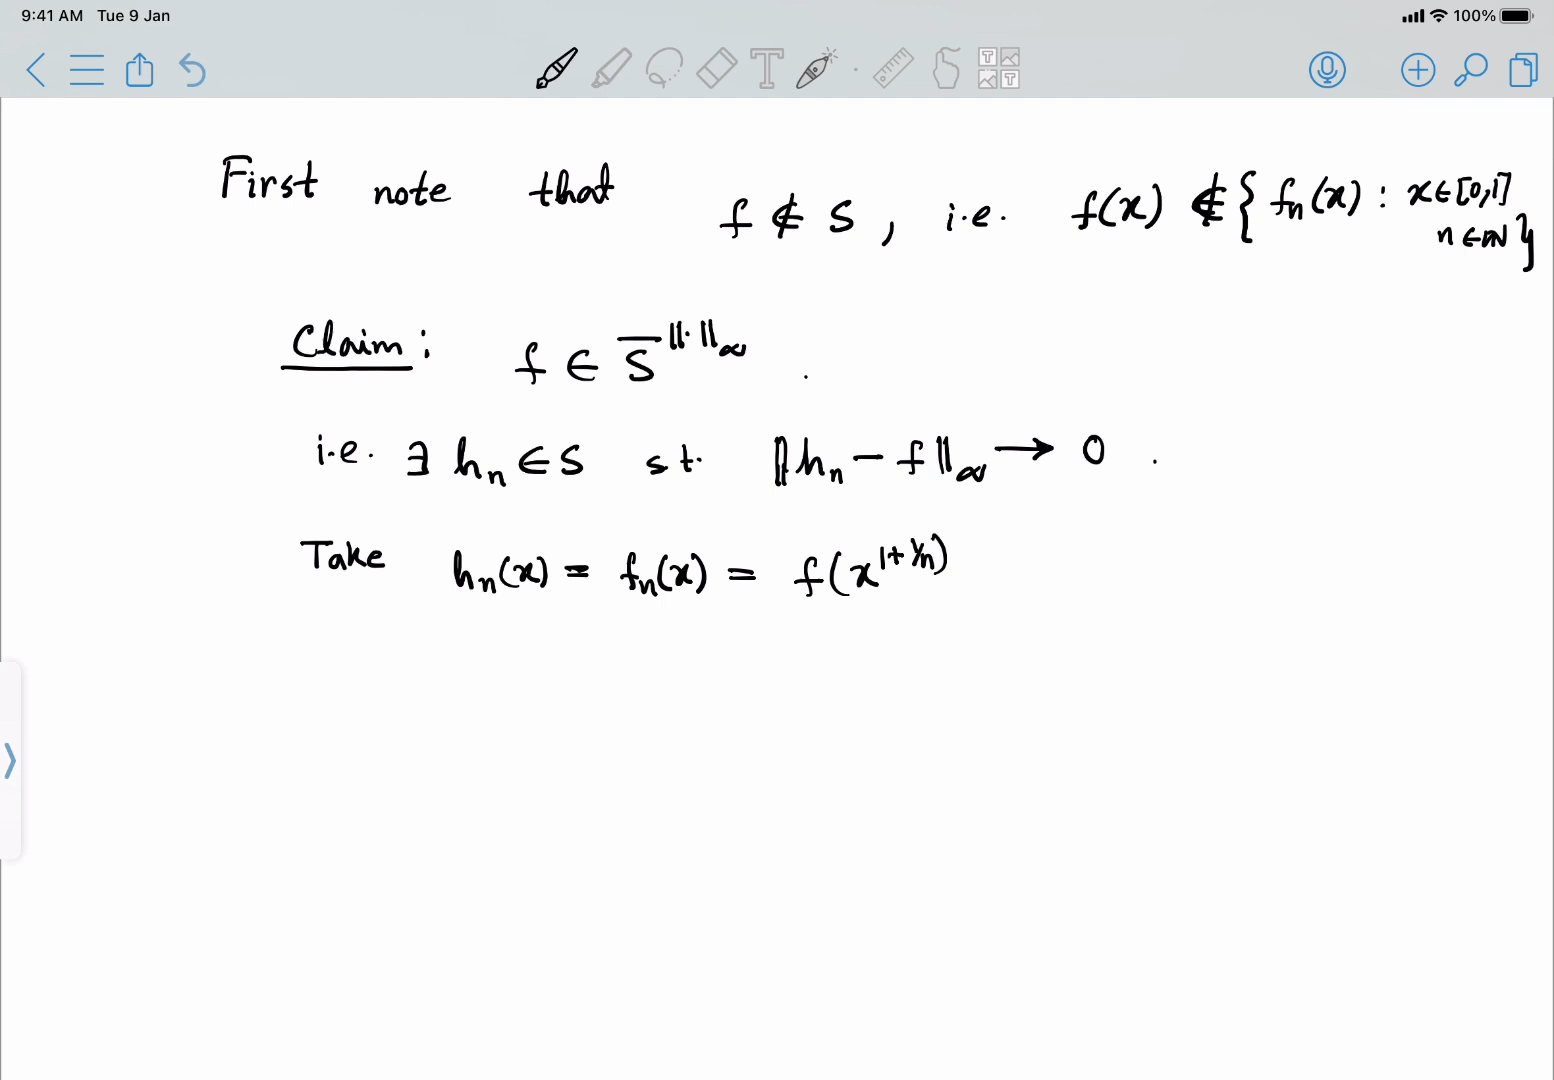 9:41 AM Tue 9 Jan 100%
First note that f ∉ S, i.e. f(x) ∉ { fₙ(x) : x ∈ [0,1]
n ∈ ℕ }
Claim: f ∈ S̅^‖·‖_∞ .
i.e. ∃ hₙ ∈ S s.t. ‖hₙ − f‖_∞ → 0 .
Take hₙ(x) = fₙ(x) = f(x^{1+1/n})